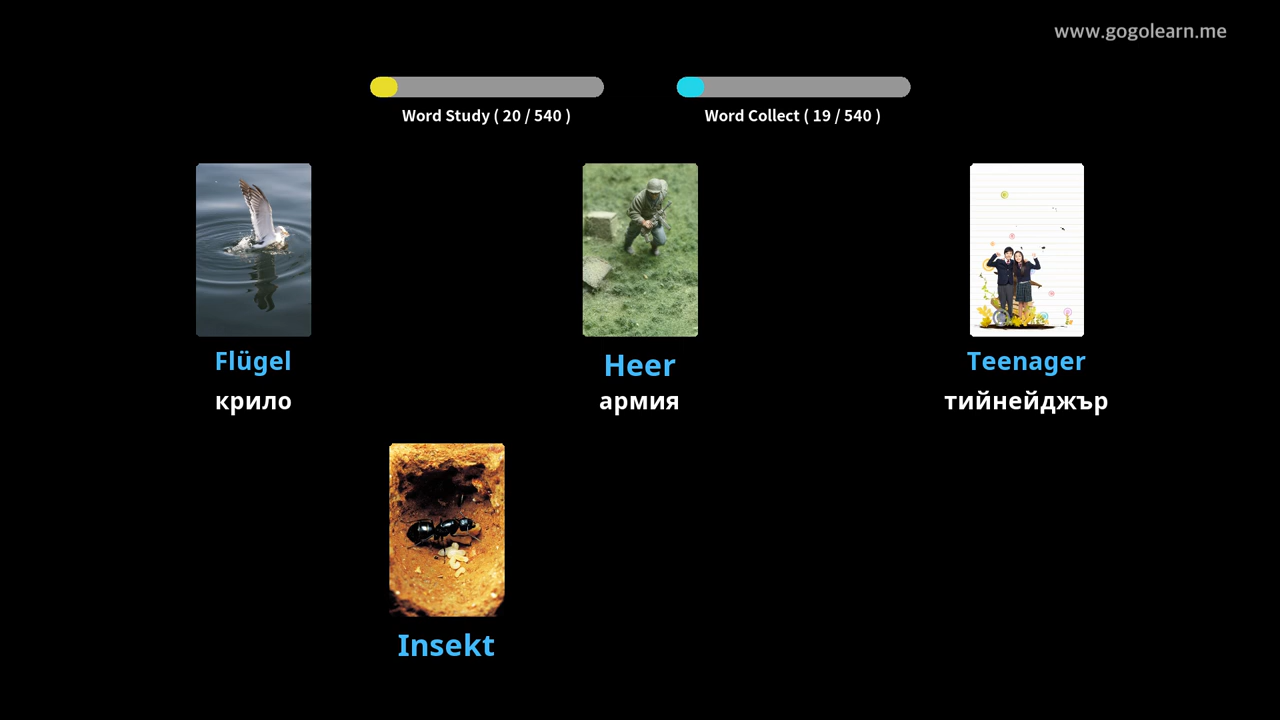 www.gogolearn.me
Word Study ( 20 / 540 )
Word Collect ( 19 / 540 )
Flügel
Heer
Teenager
крило
армия
тийнейджър
Insekt